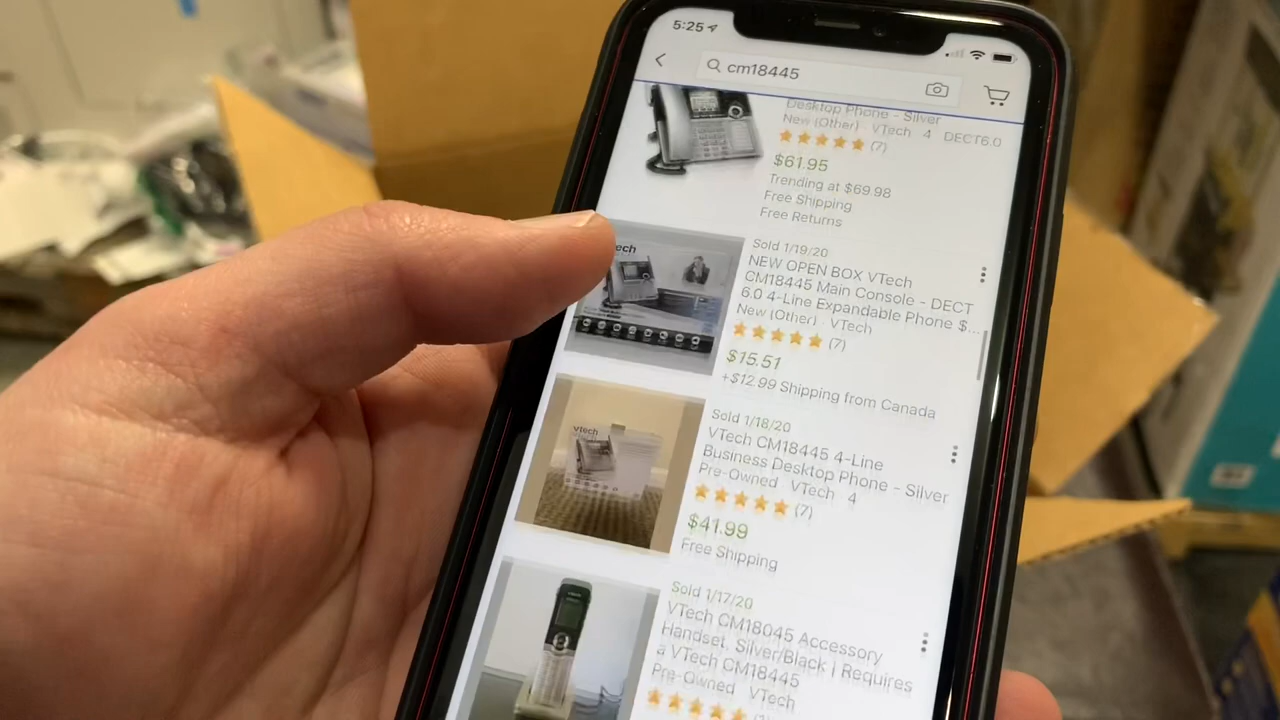 5:25
cm18445
Desktop Phone - Silver
New (Other) VTech 4 DECT6.0
(7)
$61.95
Trending at $69.98
Free Shipping
Free Returns
Sold 1/19/20
NEW OPEN BOX VTech
CM18445 Main Console - DECT
6.0 4-Line Expandable Phone $...
New (Other) VTech
(7)
$15.51
+$12.99 Shipping from Canada
Sold 1/18/20
VTech CM18445 4-Line
Business Desktop Phone - Silver
Pre-Owned VTech 4
(7)
$41.99
Free Shipping
vtech
Sold 1/17/20
VTech CM18045 Accessory
Handset, Silver/Black | Requires
a VTech CM18445
Pre-Owned VTech